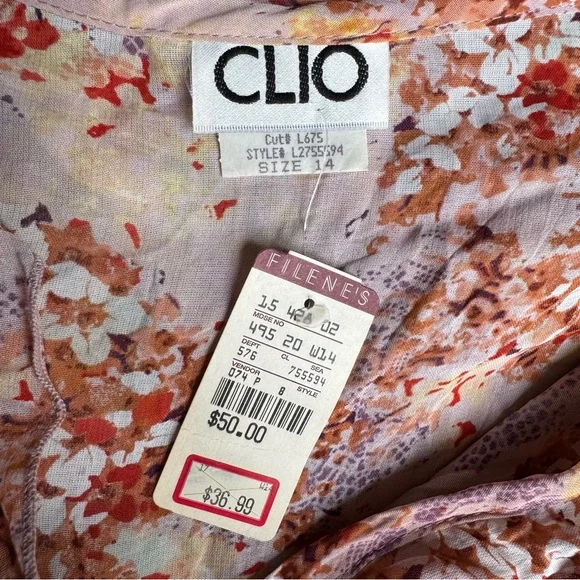 CLIO
Cut# L675
STYLE# L2755594
SIZE 14
FILENE'S
15 42A 02
MDSE NO
495 20 W14
DEPT CL SEA
576 755594
VENDOR STYLE
074 P 8
$50.00
$36.99